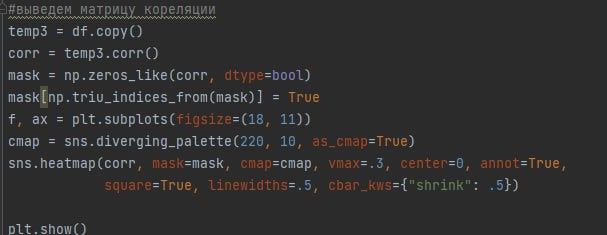 #выведем матрицу кореляции
temp3 = df.copy()
corr = temp3.corr()
mask = np.zeros_like(corr, dtype=bool)
mask[np.triu_indices_from(mask)] = True
f, ax = plt.subplots(figsize=(18, 11))
cmap = sns.diverging_palette(220, 10, as_cmap=True)
sns.heatmap(corr, mask=mask, cmap=cmap, vmax=.3, center=0, annot=True,
            square=True, linewidths=.5, cbar_kws={"shrink": .5})
plt.show()